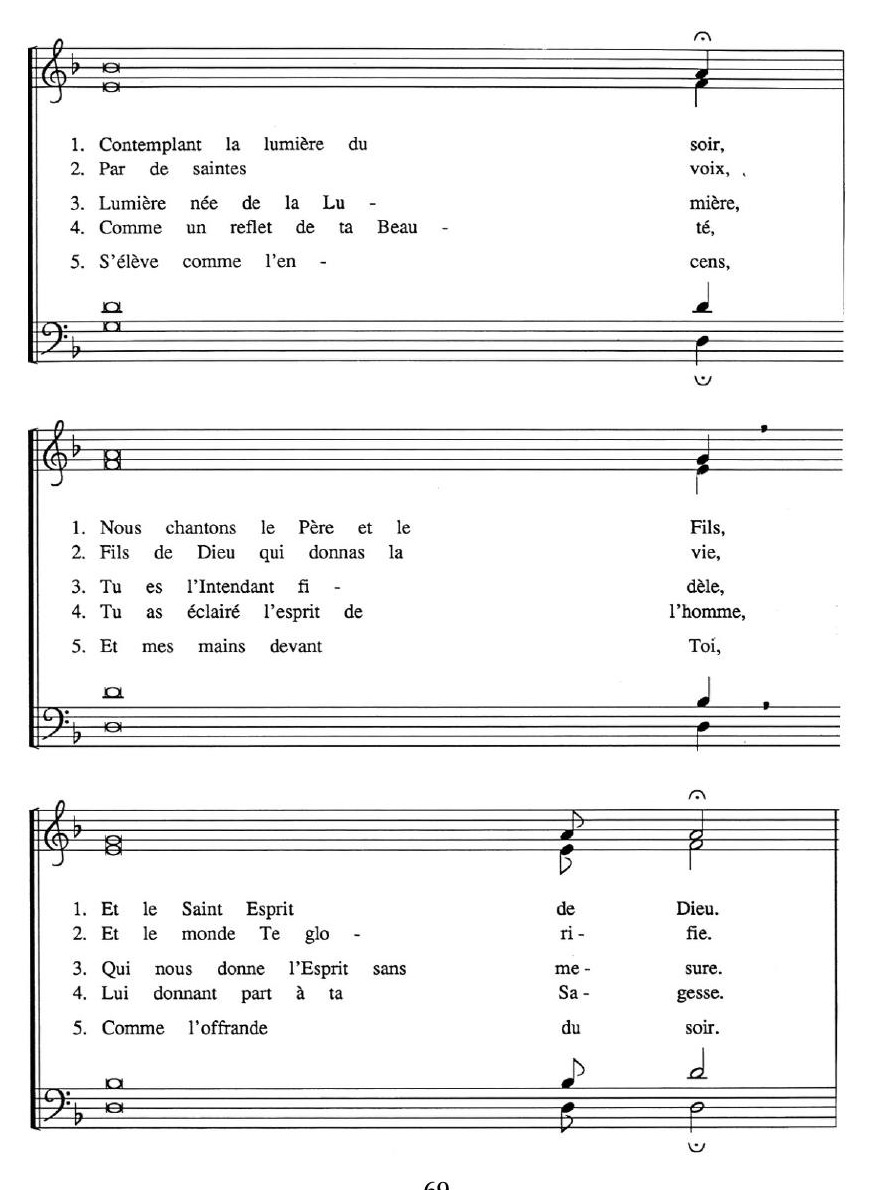 1. Contemplant la lumière du soir,
2. Par de saintes voix,
3. Lumière née de la Lu - mière,
4. Comme un reflet de ta Beau - té,
5. S'élève comme l'en - cens,
1. Nous chantons le Père et le Fils,
2. Fils de Dieu qui donnas la vie,
3. Tu es l'Intendant fi - dèle,
4. Tu as éclairé l'esprit de l'homme,
5. Et mes mains devant Toi,
1. Et le Saint Esprit de Dieu.
2. Et le monde Te glo - ri - fie.
3. Qui nous donne l'Esprit sans me - sure.
4. Lui donnant part à ta Sa - gesse.
5. Comme l'offrande du soir.